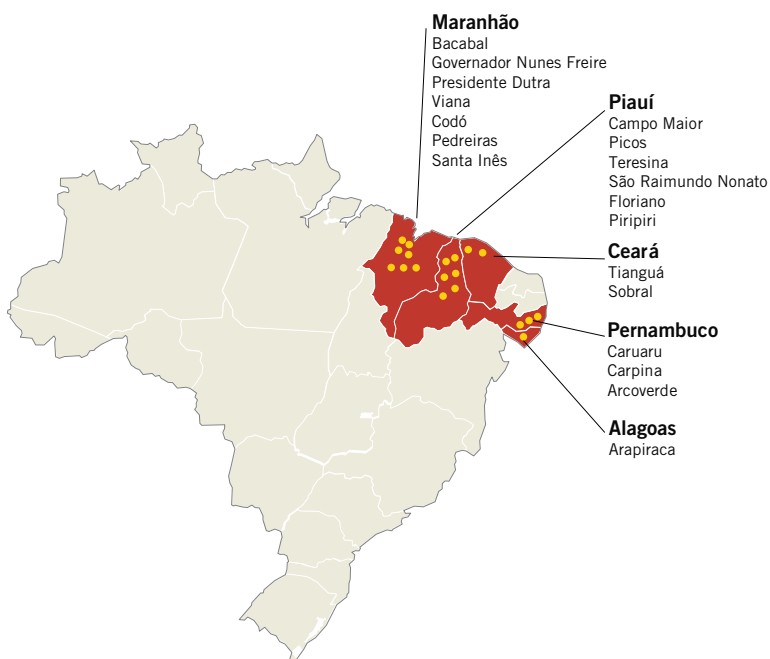 Maranhão
Bacabal
Governador Nunes Freire
Presidente Dutra
Viana
Codó
Pedreiras
Santa Inês
Piauí
Campo Maior
Picos
Teresina
São Raimundo Nonato
Floriano
Piripiri
Ceará
Tianguá
Sobral
Pernambuco
Caruaru
Carpina
Arcoverde
Alagoas
Arapiraca